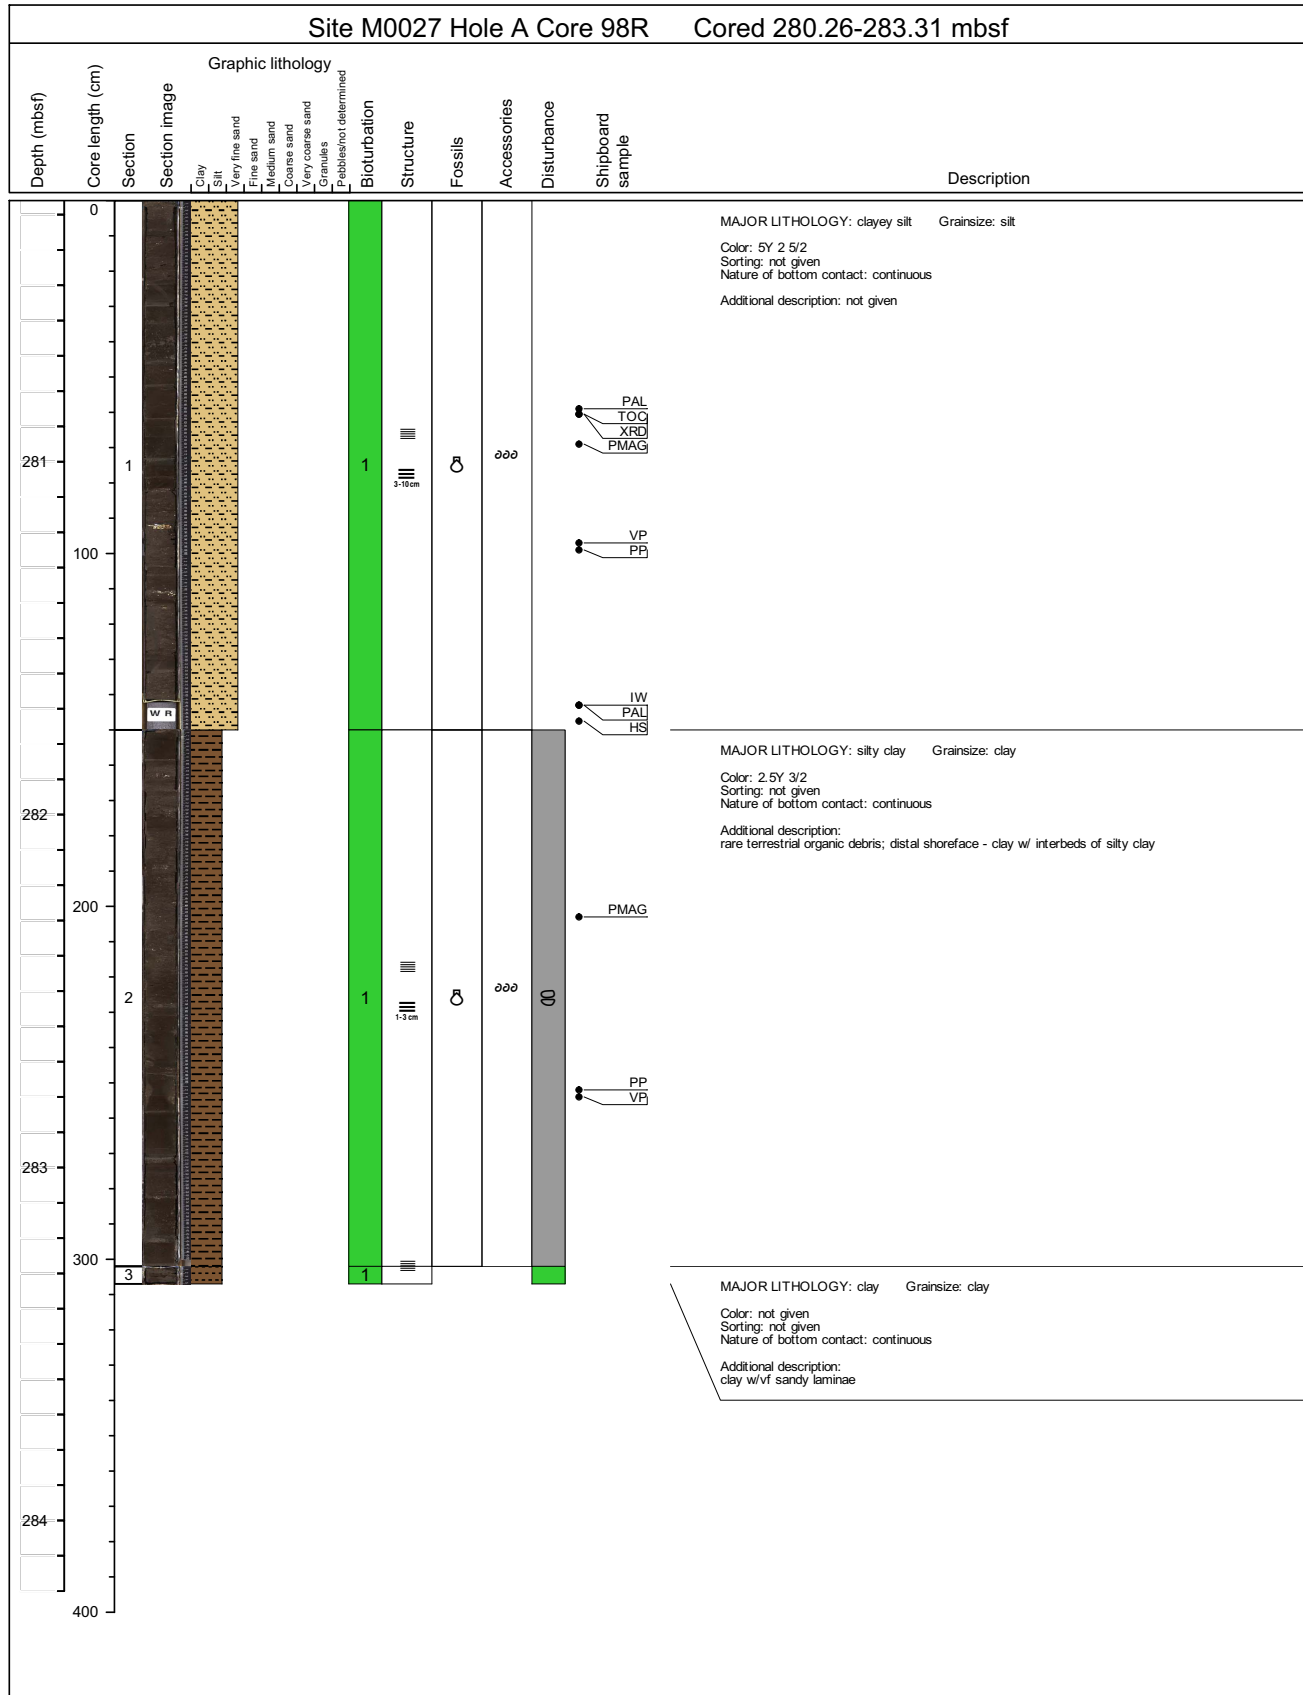 Site M0027 Hole A Core 98R Cored 280.26-283.31 mbsf
Graphic lithology
Depth (mbsf)
Core length (cm)
Section
Section image
Clay
Silt
Very fine sand
Fine sand
Medium sand
Coarse sand
Very coarse sand
Granules
Pebbles/not determined
Bioturbation
Structure
Fossils
Accessories
Disturbance
Shipboard
sample
Description
0
MAJOR LITHOLOGY: clayey silt Grainsize: silt
Color: 5Y 2.5/2
Sorting: not given
Nature of bottom contact: continuous
Additional description: not given
PAL
TOC
XRD
PMAG
281
1
1
3-10cm
VP
PP
100
IW
PAL
HS
W R
MAJOR LITHOLOGY: silty clay Grainsize: clay
Color: 2.5Y 3/2
Sorting: not given
Nature of bottom contact: continuous
Additional description:
rare terrestrial organic debris; distal shoreface - clay w/ interbeds of silty clay
282
200
PMAG
2
1
1-3 cm
PP
VP
283
300
3
1
MAJOR LITHOLOGY: clay Grainsize: clay
Color: not given
Sorting: not given
Nature of bottom contact: continuous
Additional description:
clay w/vf sandy laminae
284
400